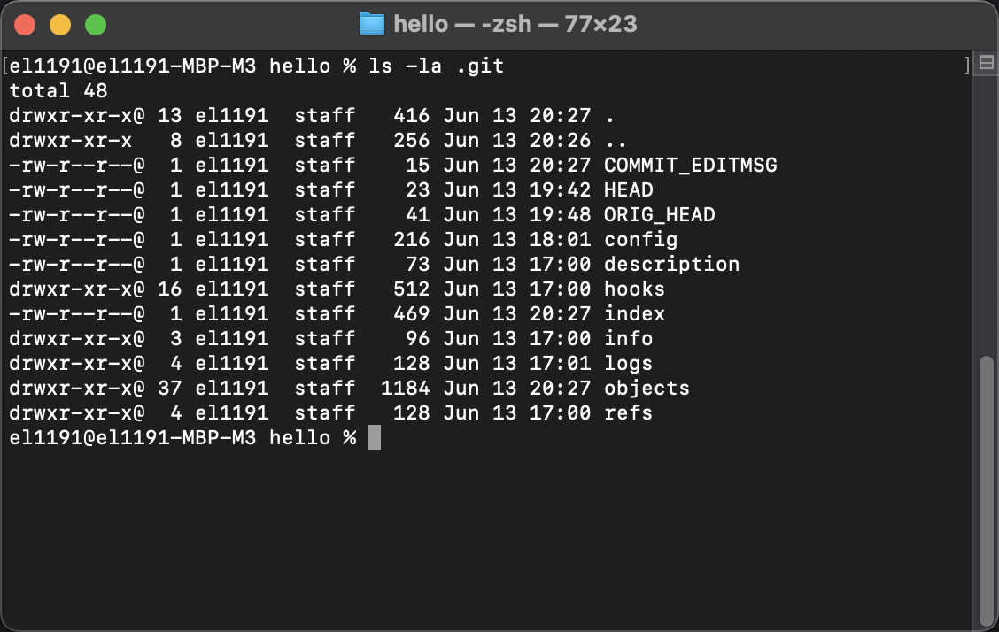 hello — -zsh — 77×23
[el1191@el1191-MBP-M3 hello % ls -la .git ]
total 48
drwxr-xr-x@ 13 el1191  staff   416 Jun 13 20:27 .
drwxr-xr-x   8 el1191  staff   256 Jun 13 20:26 ..
-rw-r--r--@  1 el1191  staff    15 Jun 13 20:27 COMMIT_EDITMSG
-rw-r--r--@  1 el1191  staff    23 Jun 13 19:42 HEAD
-rw-r--r--@  1 el1191  staff    41 Jun 13 19:48 ORIG_HEAD
-rw-r--r--@  1 el1191  staff   216 Jun 13 18:01 config
-rw-r--r--@  1 el1191  staff    73 Jun 13 17:00 description
drwxr-xr-x@ 16 el1191  staff   512 Jun 13 17:00 hooks
-rw-r--r--@  1 el1191  staff   469 Jun 13 20:27 index
drwxr-xr-x@  3 el1191  staff    96 Jun 13 17:00 info
drwxr-xr-x@  4 el1191  staff   128 Jun 13 17:01 logs
drwxr-xr-x@ 37 el1191  staff  1184 Jun 13 20:27 objects
drwxr-xr-x@  4 el1191  staff   128 Jun 13 17:00 refs
el1191@el1191-MBP-M3 hello %